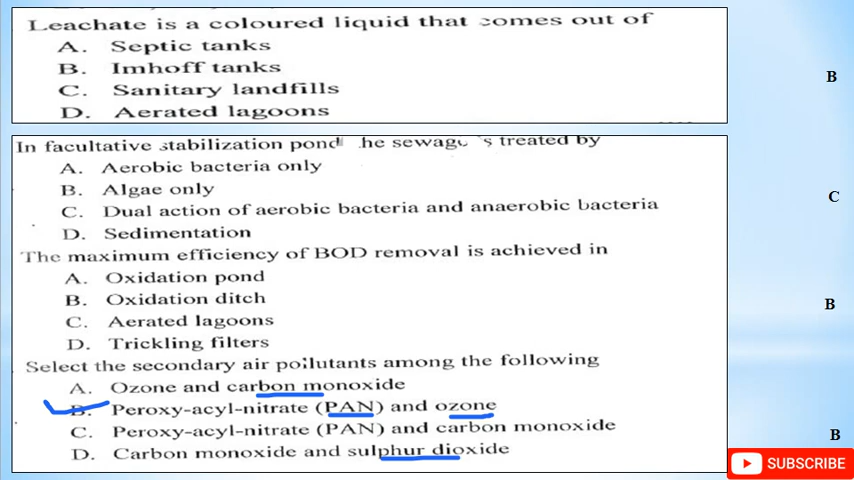 Leachate is a coloured liquid that comes out of
A. Septic tanks
B. Imhoff tanks
C. Sanitary landfills
D. Aerated lagoons
B
In facultative stabilization pond he sewage s treated by
A. Aerobic bacteria only
B. Algae only
C. Dual action of aerobic bacteria and anaerobic bacteria
D. Sedimentation
C
The maximum efficiency of BOD removal is achieved in
A. Oxidation pond
B. Oxidation ditch
C. Aerated lagoons
D. Trickling filters
B
Select the secondary air pollutants among the following
A. Ozone and carbon monoxide
B. Peroxy-acyl-nitrate (PAN) and ozone
C. Peroxy-acyl-nitrate (PAN) and carbon monoxide
D. Carbon monoxide and sulphur dioxide
B
SUBSCRIBE